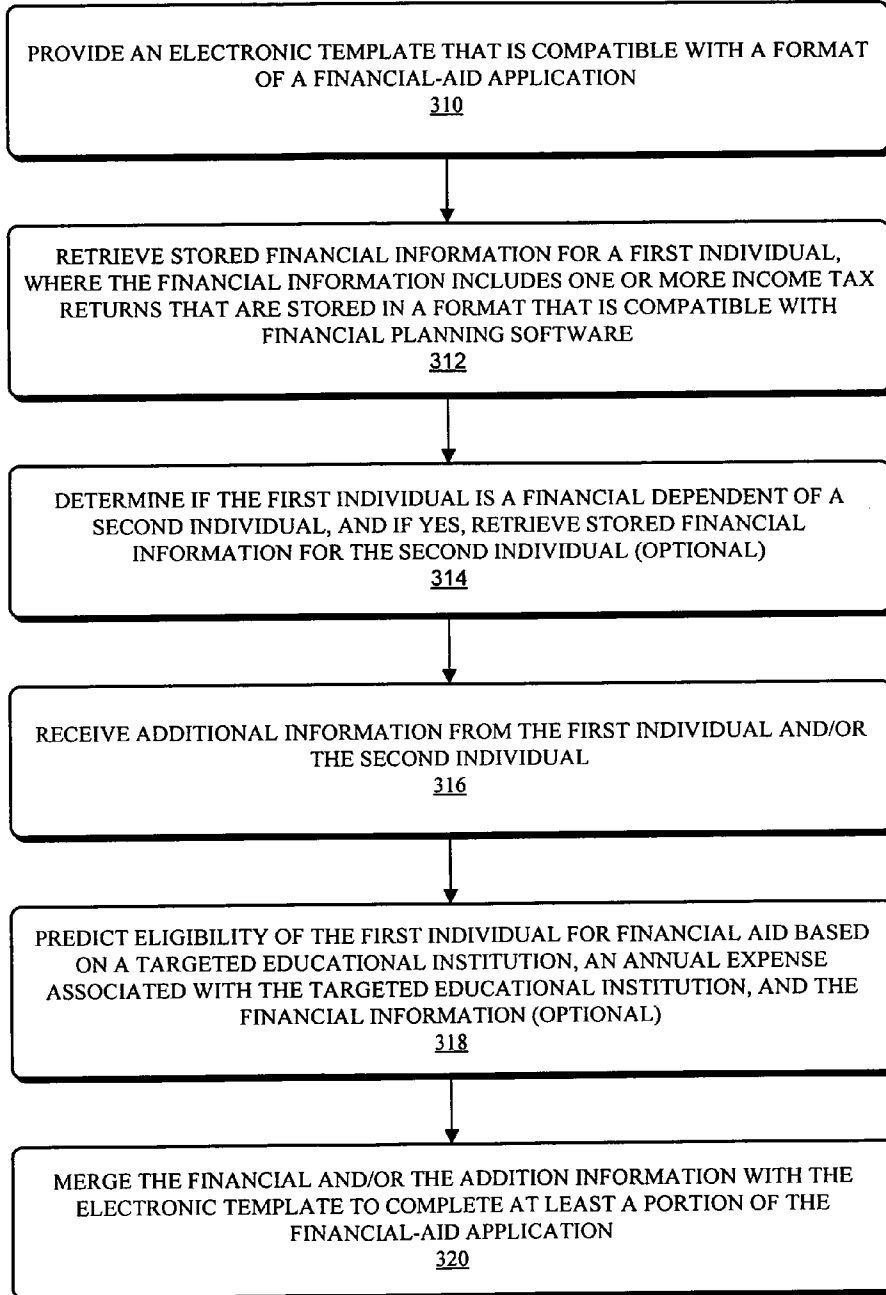 PROVIDE AN ELECTRONIC TEMPLATE THAT IS COMPATIBLE WITH A FORMAT
OF A FINANCIAL-AID APPLICATION
310
RETRIEVE STORED FINANCIAL INFORMATION FOR A FIRST INDIVIDUAL,
WHERE THE FINANCIAL INFORMATION INCLUDES ONE OR MORE INCOME TAX
RETURNS THAT ARE STORED IN A FORMAT THAT IS COMPATIBLE WITH
FINANCIAL PLANNING SOFTWARE
312
DETERMINE IF THE FIRST INDIVIDUAL IS A FINANCIAL DEPENDENT OF A
SECOND INDIVIDUAL, AND IF YES, RETRIEVE STORED FINANCIAL
INFORMATION FOR THE SECOND INDIVIDUAL (OPTIONAL)
314
RECEIVE ADDITIONAL INFORMATION FROM THE FIRST INDIVIDUAL AND/OR
THE SECOND INDIVIDUAL
316
PREDICT ELIGIBILITY OF THE FIRST INDIVIDUAL FOR FINANCIAL AID BASED
ON A TARGETED EDUCATIONAL INSTITUTION, AN ANNUAL EXPENSE
ASSOCIATED WITH THE TARGETED EDUCATIONAL INSTITUTION, AND THE
FINANCIAL INFORMATION (OPTIONAL)
318
MERGE THE FINANCIAL AND/OR THE ADDITION INFORMATION WITH THE
ELECTRONIC TEMPLATE TO COMPLETE AT LEAST A PORTION OF THE
FINANCIAL-AID APPLICATION
320